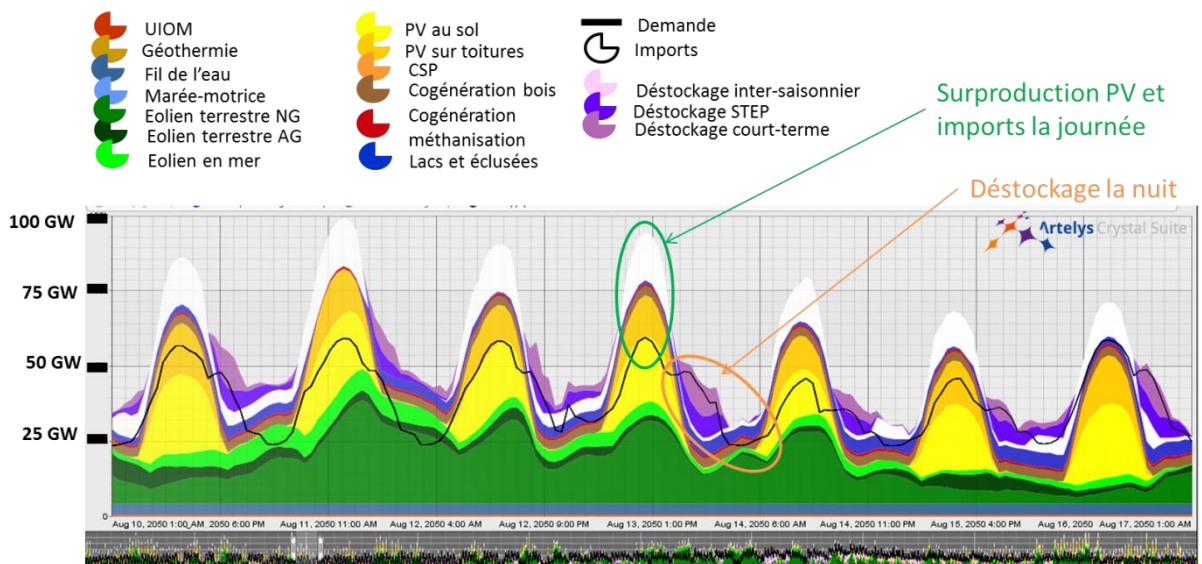 UIOM
Géothermie
Fil de l'eau
Marée-motrice
Eolien terrestre NG
Eolien terrestre AG
Eolien en mer
PV au sol
PV sur toitures
CSP
Cogénération bois
Cogénération
méthanisation
Lacs et éclusées
Demande
Imports
Déstockage inter-saisonnier
Déstockage STEP
Déstockage court-terme
Surproduction PV et
imports la journée
Déstockage la nuit
Artelys Crystal Suite
100 GW
75 GW
50 GW
25 GW
0
Aug 10, 2050 1:00 AM, 2050 6:00 PM Aug 11, 2050 11:00 AM Aug 12, 2050 4:00 AM Aug 12, 2050 9:00 PM Aug 13, 2050 1:00 PM Aug 14, 2050 6:00 AM Aug 14, 2050 11:00 PM Aug 15, 2050 4:00 PM Aug 16, 2050 Aug 17, 2050 1:00 AM